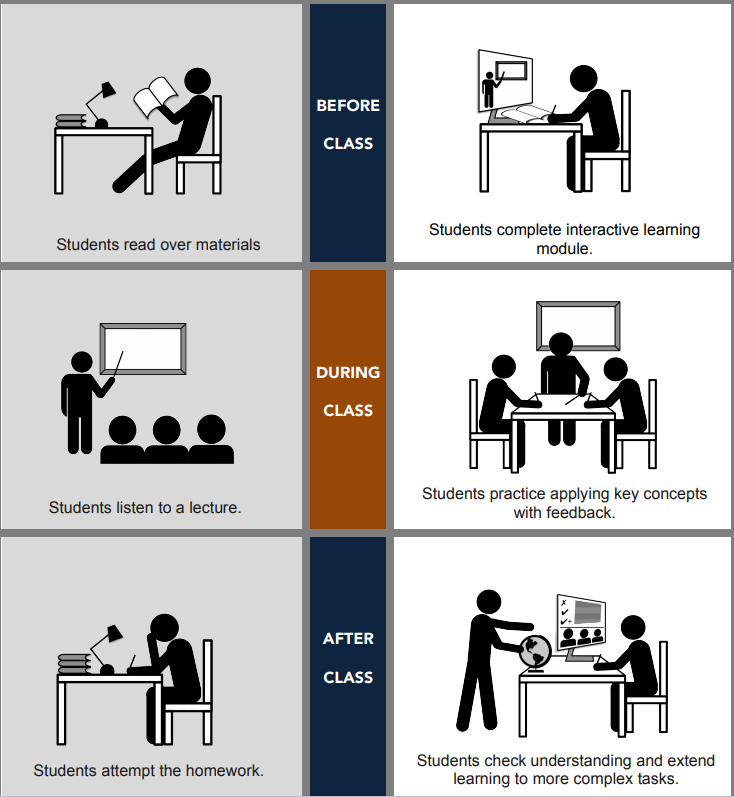 BEFORE
CLASS
Students read over materials
Students complete interactive learning
module.
DURING
CLASS
Students listen to a lecture.
Students practice applying key concepts
with feedback.
AFTER
CLASS
Students attempt the homework.
Students check understanding and extend
learning to more complex tasks.